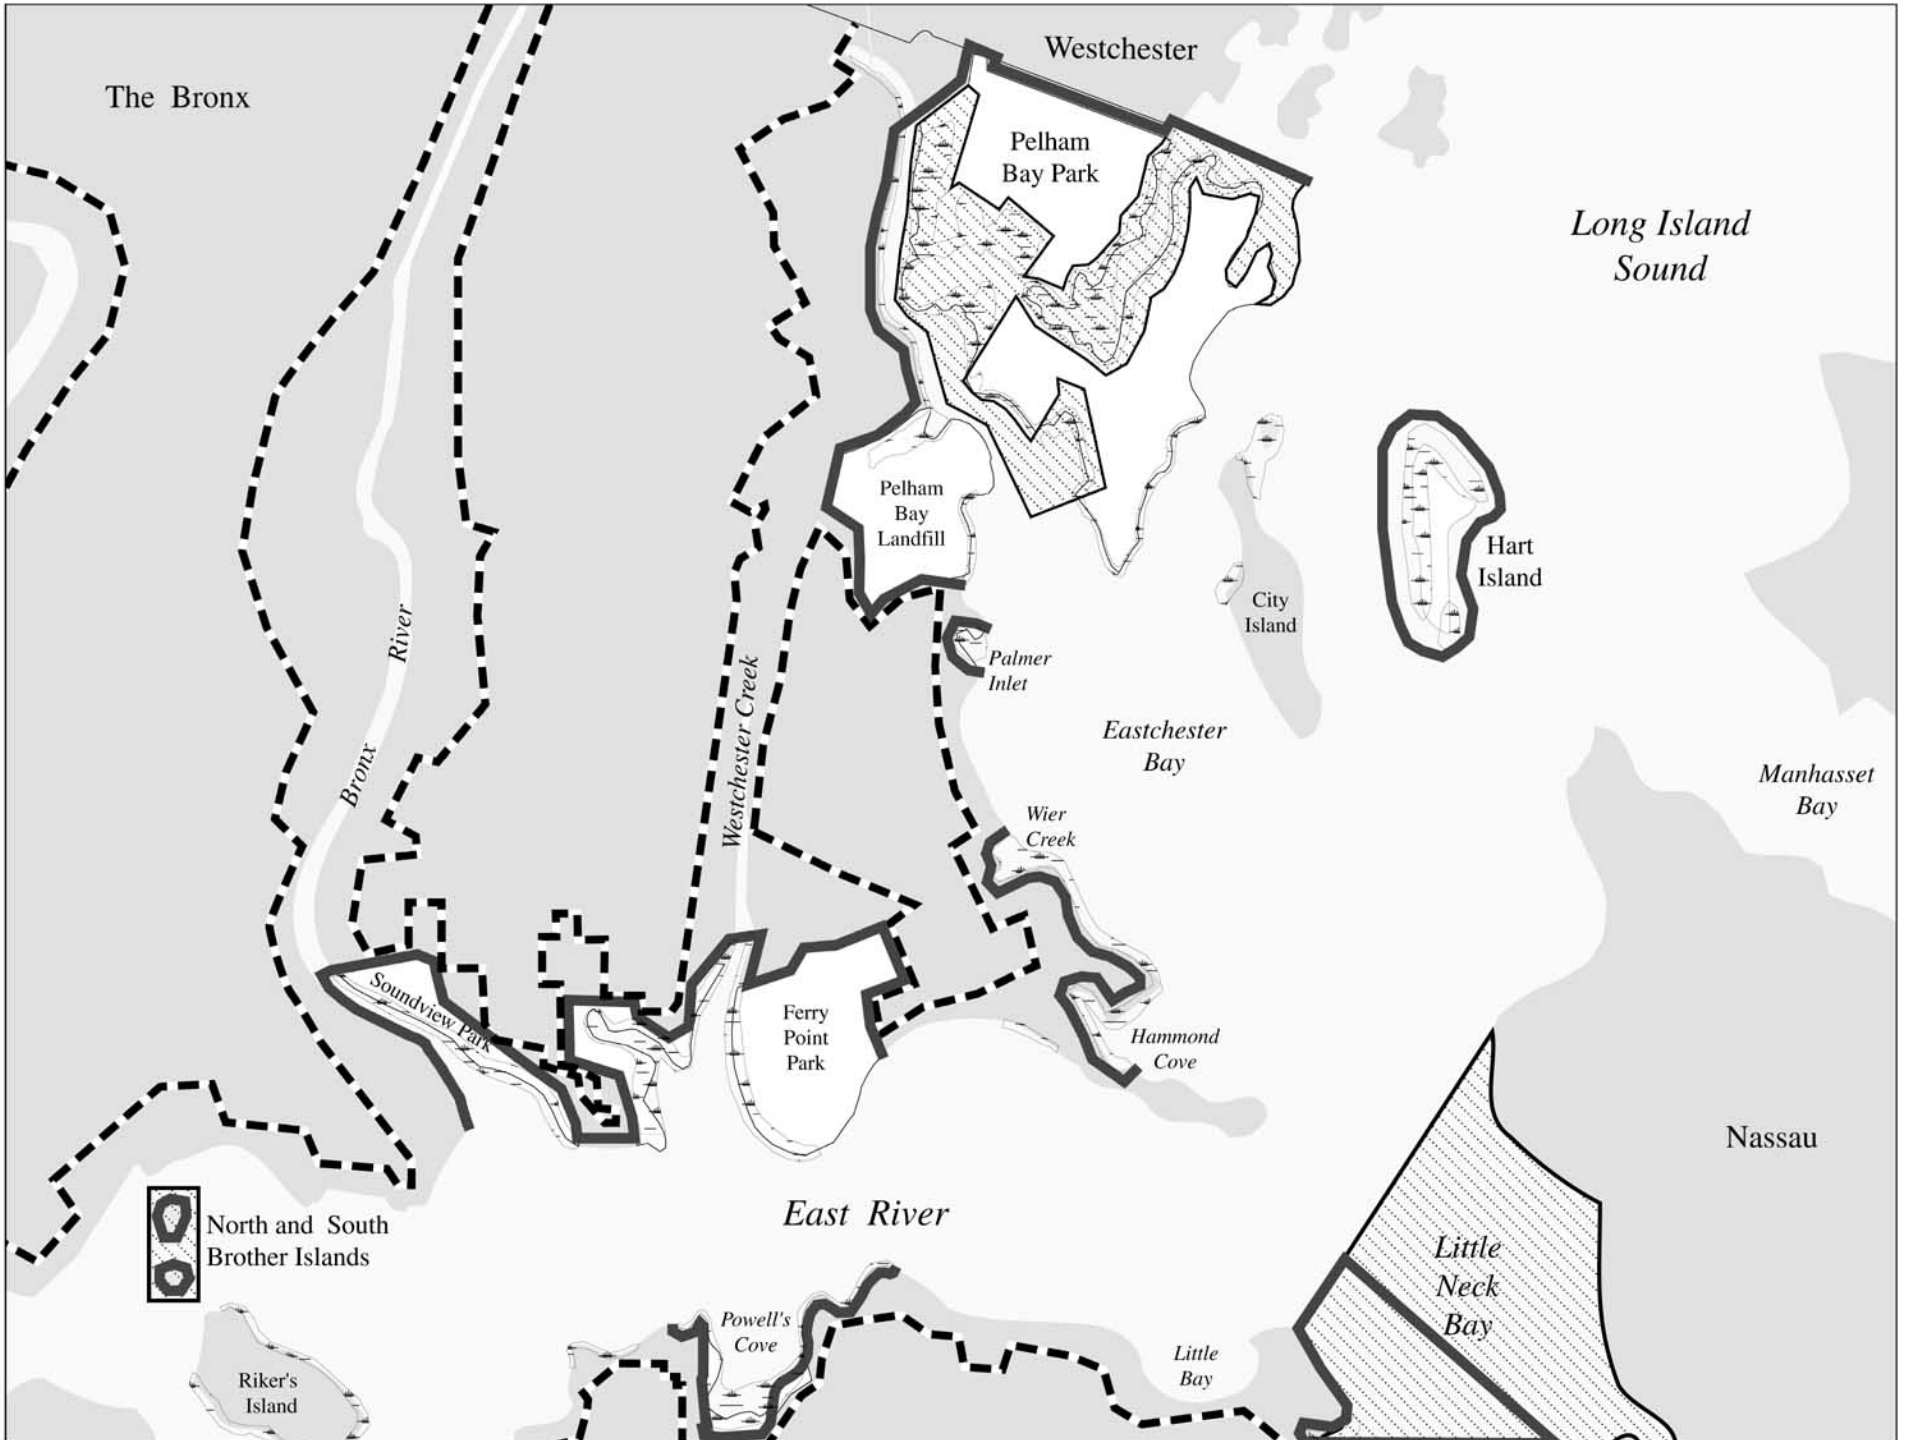 Westchester
The Bronx
Pelham
Bay Park
Long Island
Sound
Pelham
Bay
Landfill
Hart
Island
City
Island
Palmer
Inlet
Bronx River
Westchester Creek
Eastchester
Bay
Manhasset
Bay
Wier
Creek
Soundview Park
Ferry
Point
Park
Hammond
Cove
Nassau
East River
North and South
Brother Islands
Little
Neck
Bay
Powell's
Cove
Little
Bay
Riker's
Island